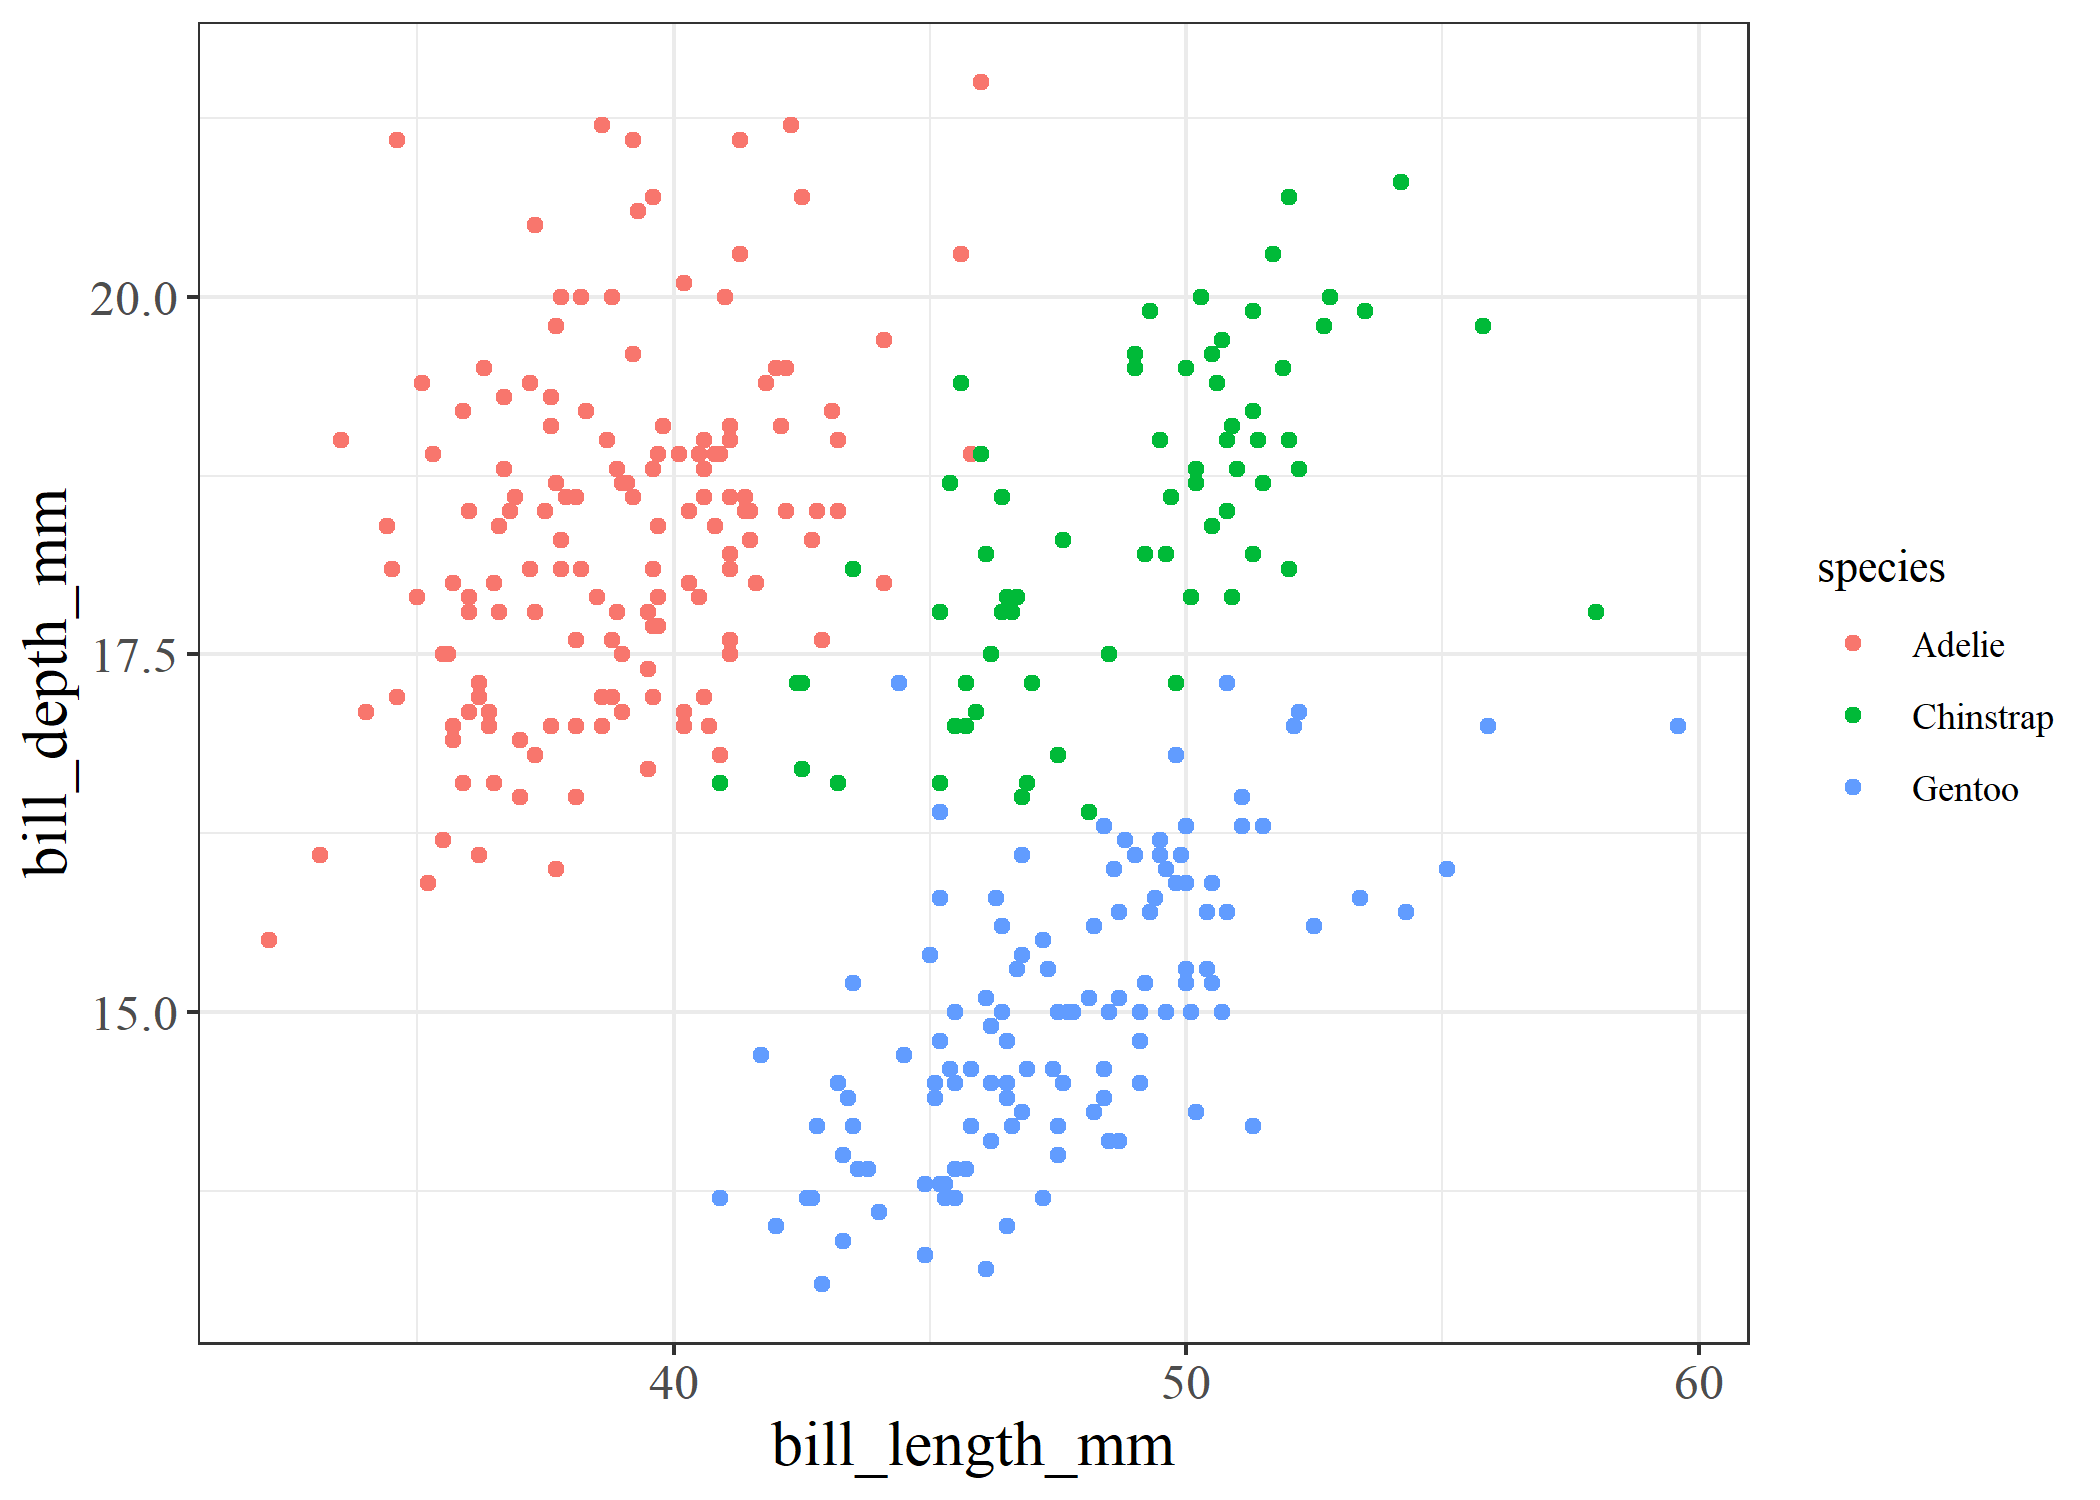 20.0
17.5
15.0
bill_depth_mm
40 50 60
bill_length_mm
species
Adelie
Chinstrap
Gentoo